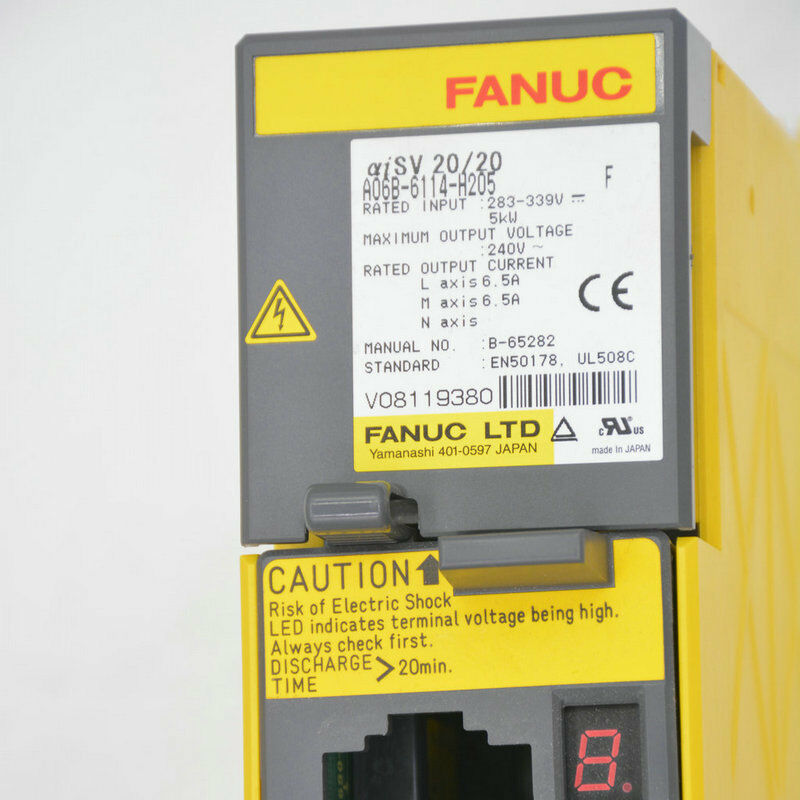 FANUC
αiSV 20/20
A06B-6114-H205 F
RATED INPUT :283-339V ⎓
5kW
MAXIMUM OUTPUT VOLTAGE
:240V ~
RATED OUTPUT CURRENT
L axis 6.5A
M axis 6.5A
N axis
MANUAL NO. :B-65282
STANDARD :EN50178, UL508C
V08119380
FANUC LTD
Yamanashi 401-0597 JAPAN
CE
c RU US
made in JAPAN
CAUTION
Risk of Electric Shock
LED indicates terminal voltage being high.
Always check first.
DISCHARGE TIME > 20min.
8.